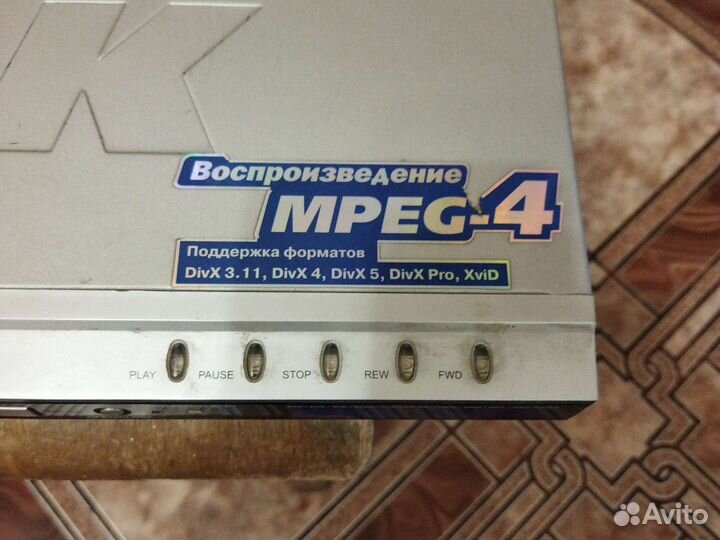 K
Воспроизведение
MPEG-4
Поддержка форматов
DivX 3.11, DivX 4, DivX 5, DivX Pro, XviD
PLAY PAUSE STOP REW FWD
Avito